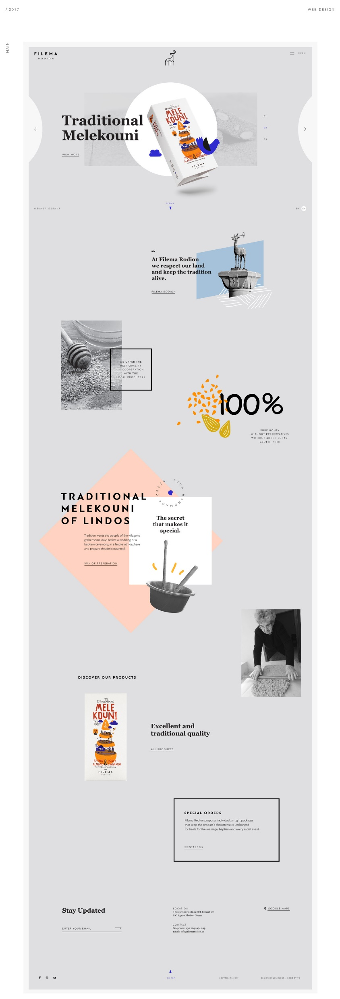 / 2017
WEB DESIGN
MAIN
FILEMA
RODION
MENU
Traditional
Melekouni
VIEW MORE
ΤΟ
ΠΑΡΑΔΟΣΙΑΚΟ
MELE
KOUNI
THE
ΡΟΔΟΥ
SESAME HONEY
ALMOND & CINNAMON
FILEMA
RODION
01
02
03
SCROLL
N 36O 27' E 25O 13'
EN
ΕΛ
“
At Filema Rodion
we respect our land
and keep the tradition
alive.
FILEMA RODION
WE OFFER THE
BEST QUALITY
IN COOPERATION
WITH THE
LOCAL PRODUCERS
100%
PURE HONEY
WITHOUT PRESERVATIVES
WITHOUT ADDED SUGAR
GLUTEN FREE
100% HANDMADE GREEK
TRADITIONAL
MELEKOUNI
OF LINDOS
The secret
that makes it
special.
Tradition wants the people of the village to
gather some days before a wedding or a
baptism ceremony, in a festive atmosphere
and prepare this delicious meal.
WAY OF PREPERATION
DISCOVER OUR PRODUCTS
ΤΟ
ΠΑΡΑΔΟΣΙΑΚΟ
MELE
KOUNI
THE
ΡΟΔΟΥ
SESAME HONEY
ALMOND & CINNAMON
FILEMA
RODION
Excellent and
traditional quality
ALL PRODUCTS
SPECIAL ORDERS
Filema Rodion proposes individual, airtight packages
that keep the product's characteristics unchanged
for treats for the marriage, baptism and every social event.
CONTACT US
Stay Updated
ENTER YOUR EMAIL
LOCATION
1 Peloponnisou str. & Stef. Kazouli str.
P.C. 85100 Rhodes, Greece
GOOGLE MAPS
CONTACT
Telephone: +30 2241 074 209
Email: info@filemarodion.gr
GO TOP
COPYRIGHTS 2017
DESIGN BY LUMINOUS + CODE BY VG